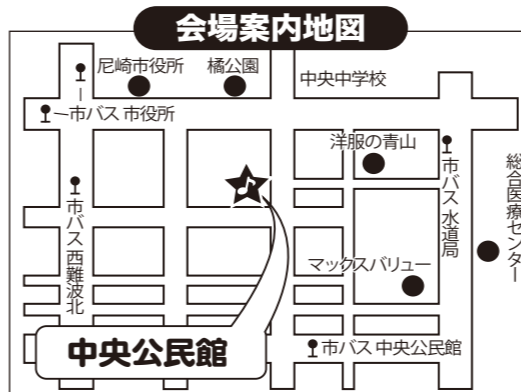 会場案内地図
尼崎市役所
橘公園
中央中学校
市バス 市役所
洋服の青山
市バス 水道局
総合医療センター
市バス 西難波北
マックスバリュー
中央公民館
市バス 中央公民館